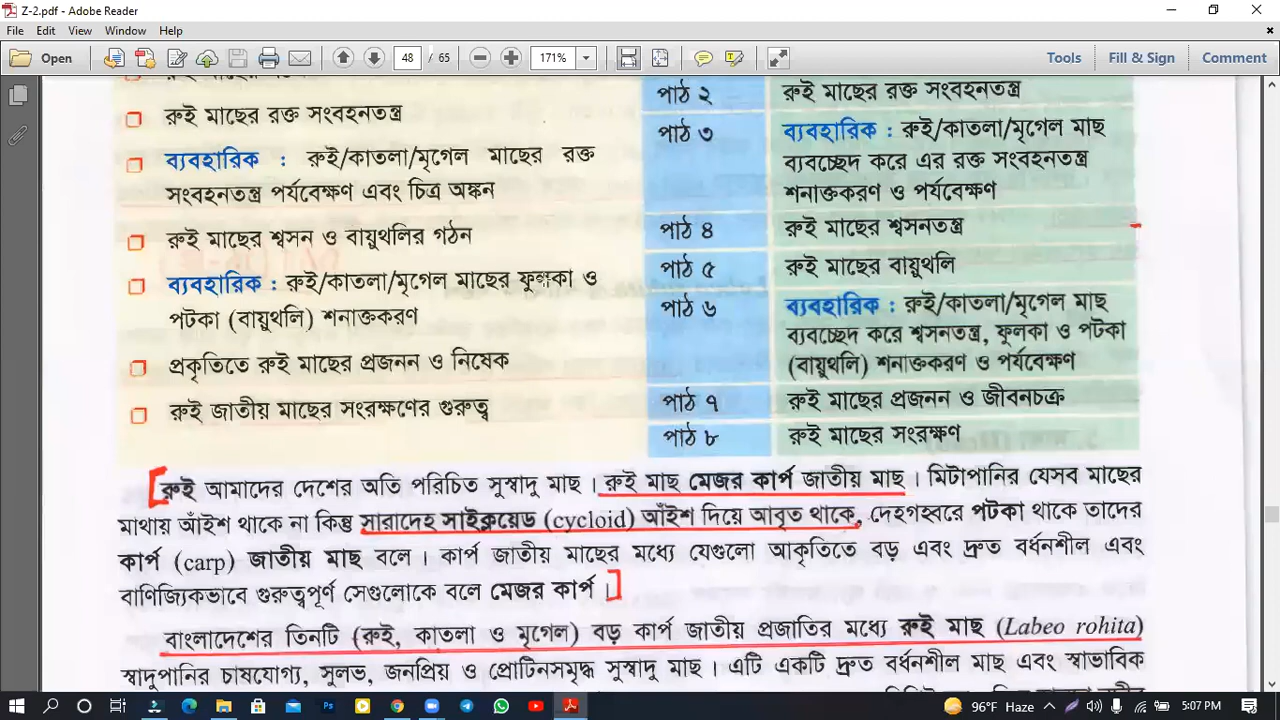 Z-2.pdf - Adobe Reader
File Edit View Window Help
Open 48 / 65 171% Tools Fill & Sign Comment
রুই মাছের রক্ত সংবহনতন্ত্র
ব্যবহারিক : রুই/কাতলা/মৃগেল মাছের রক্ত
সংবহনতন্ত্র পর্যবেক্ষণ এবং চিত্র অঙ্কন
রুই মাছের শ্বসন ও বায়ুথলির গঠন
ব্যবহারিক : রুই/কাতলা/মৃগেল মাছের ফুলকা ও
পটকা (বায়ুথলি) শনাক্তকরণ
প্রকৃতিতে রুই মাছের প্রজনন ও নিষেক
রুই জাতীয় মাছের সংরক্ষণের গুরুত্ব
পাঠ ২ রুই মাছের রক্ত সংবহনতন্ত্র
পাঠ ৩ ব্যবহারিক : রুই/কাতলা/মৃগেল মাছ
ব্যবচ্ছেদ করে এর রক্ত সংবহনতন্ত্র
শনাক্তকরণ ও পর্যবেক্ষণ
পাঠ ৪ রুই মাছের শ্বসনতন্ত্র
পাঠ ৫ রুই মাছের বায়ুথলি
পাঠ ৬ ব্যবহারিক : রুই/কাতলা/মৃগেল মাছ
ব্যবচ্ছেদ করে শ্বসনতন্ত্র, ফুলকা ও পটকা
(বায়ুথলি) শনাক্তকরণ ও পর্যবেক্ষণ
পাঠ ৭ রুই মাছের প্রজনন ও জীবনচক্র
পাঠ ৮ রুই মাছের সংরক্ষণ
রুই আমাদের দেশের অতি পরিচিত সুস্বাদু মাছ। রুই মাছ মেজর কার্প জাতীয় মাছ। মিটাপানির যেসব মাছের
মাথায় আঁইশ থাকে না কিন্তু সারাদেহ সাইক্লয়েড (cycloid) আঁইশ দিয়ে আবৃত থাকে, দেহগহ্বরে পটকা থাকে তাদের
কার্প (carp) জাতীয় মাছ বলে। কার্প জাতীয় মাছের মধ্যে যেগুলো আকৃতিতে বড় এবং দ্রুত বর্ধনশীল এবং
বাণিজ্যিকভাবে গুরুত্বপূর্ণ সেগুলোকে বলে মেজর কার্প।
বাংলাদেশের তিনটি (রুই, কাতলা ও মৃগেল) বড় কার্প জাতীয় প্রজাতির মধ্যে রুই মাছ (Labeo rohita)
স্বাদুপানির চাষযোগ্য, সুলভ, জনপ্রিয় ও প্রোটিনসমৃদ্ধ সুস্বাদু মাছ। এটি একটি দ্রুত বর্ধনশীল মাছ এবং স্বাভাবিক
96°F Haze 5:07 PM